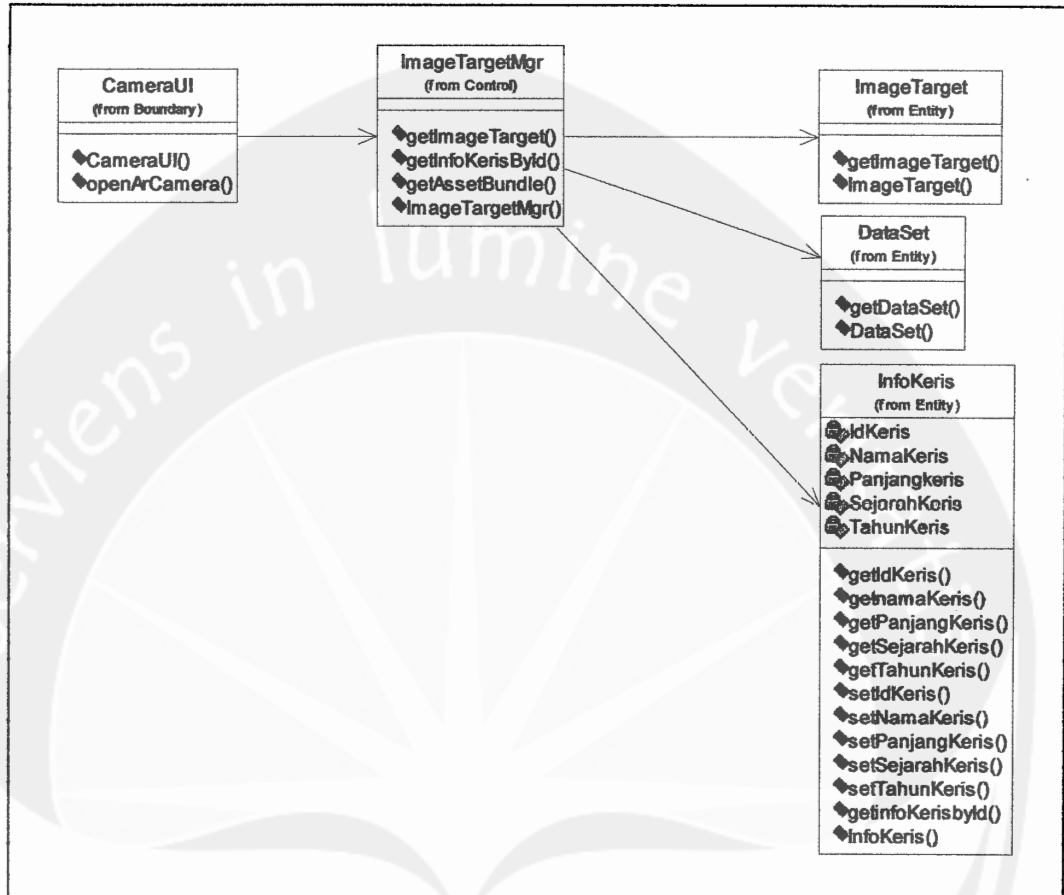 CameraUI
(from Boundary)
CameraUI()
openArCamera()
ImageTargetMgr
(from Control)
getImageTarget()
getInfoKerisById()
getAssetBundle()
ImageTargetMgr()
ImageTarget
(from Entity)
getImageTarget()
ImageTarget()
DataSet
(from Entity)
getDataSet()
DataSet()
InfoKeris
(from Entity)
IdKeris
NamaKeris
Panjangkeris
SejarahKeris
TahunKeris
getIdKeris()
getnamaKeris()
getPanjangKeris()
getSejarahKeris()
getTahunKeris()
setIdKeris()
setNamaKeris()
setPanjangKeris()
setSejarahKeris()
setTahunKeris()
getinfoKerisbyId()
InfoKeris()
in lumine